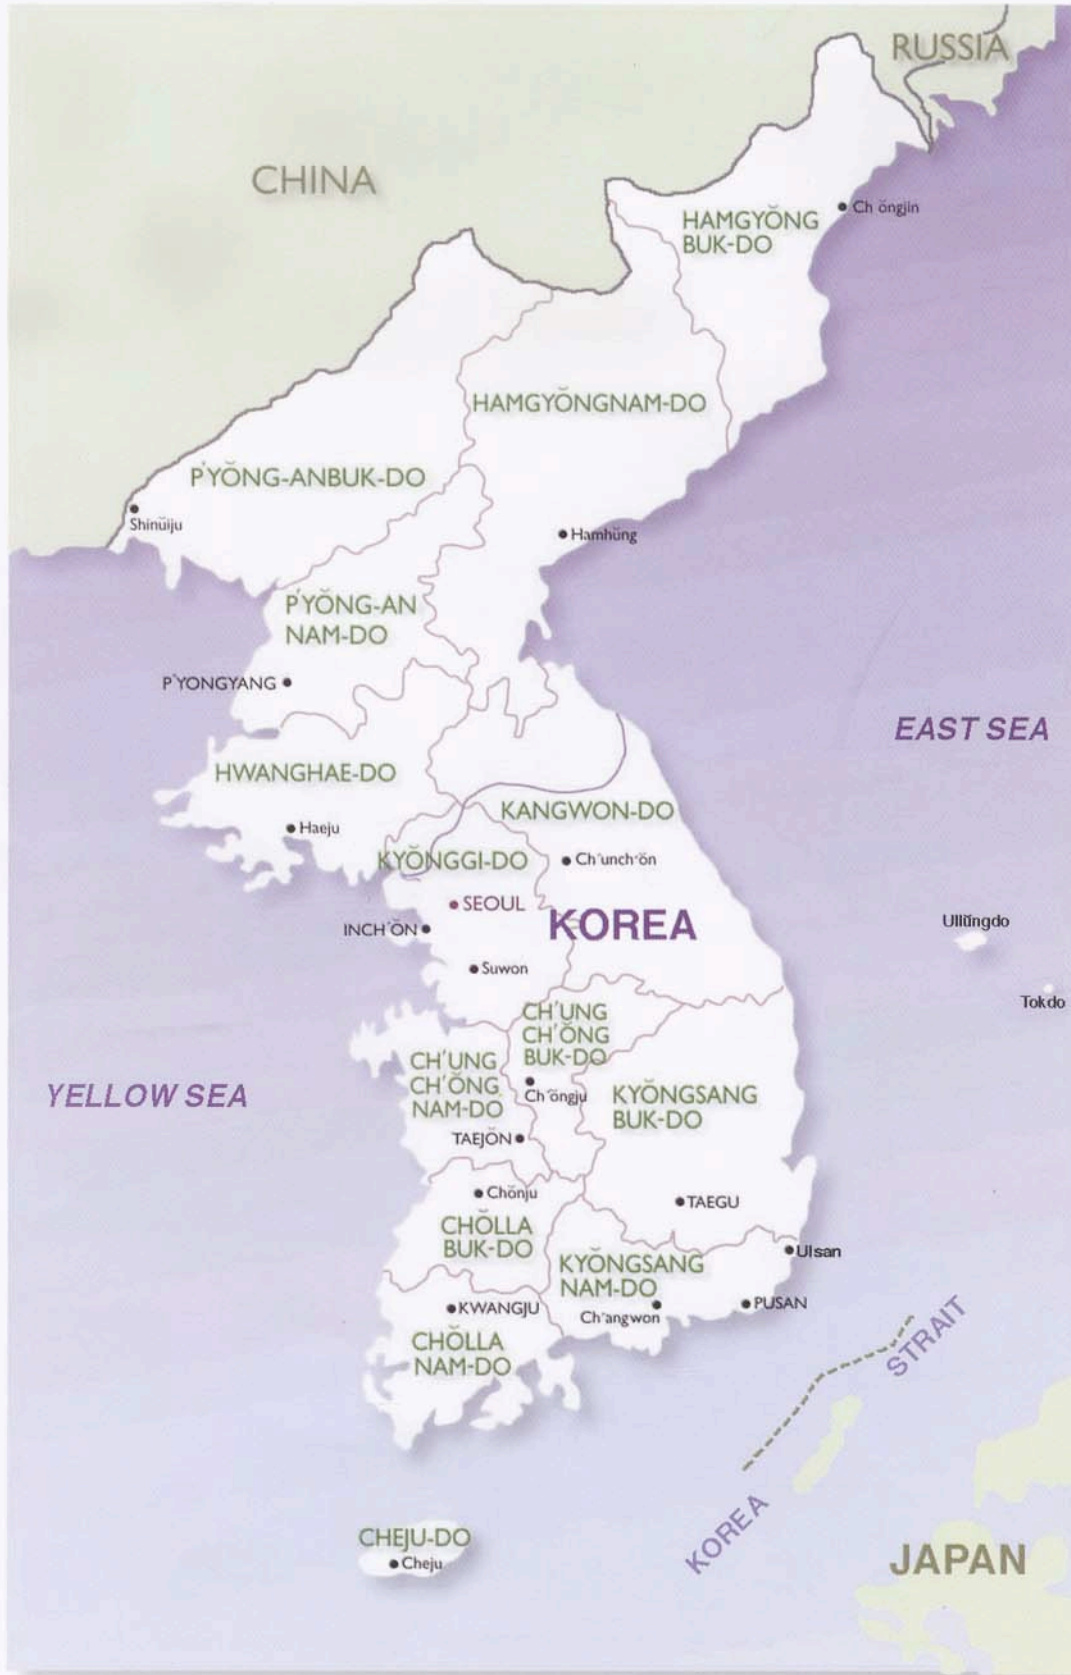 RUSSIA
CHINA
HAMGYŎNG
BUK-DO
Ch ŏngjin
HAMGYŎNGNAM-DO
P'YŎNG-ANBUK-DO
Shinŭiju
Hamhŭng
P'YŎNG-AN
NAM-DO
P'YONGYANG
EAST SEA
HWANGHAE-DO
KANGWON-DO
Haeju
KYŎNGGI-DO
Ch'unch'ŏn
SEOUL
KOREA
INCH'ŎN
Ullŭngdo
Suwon
Tokdo
CH'UNG
CH'ŎNG
BUK-DO
CH'UNG
CH'ŎNG
NAM-DO
Ch'ŏngju
YELLOW SEA
KYŎNGSANG
BUK-DO
TAEJŎN
Chŏnju
TAEGU
CHŎLLA
BUK-DO
Ulsan
KYŎNGSANG
NAM-DO
KWANGJU
Ch'angwon
PUSAN
CHŎLLA
NAM-DO
KOREA STRAIT
CHEJU-DO
Cheju
JAPAN